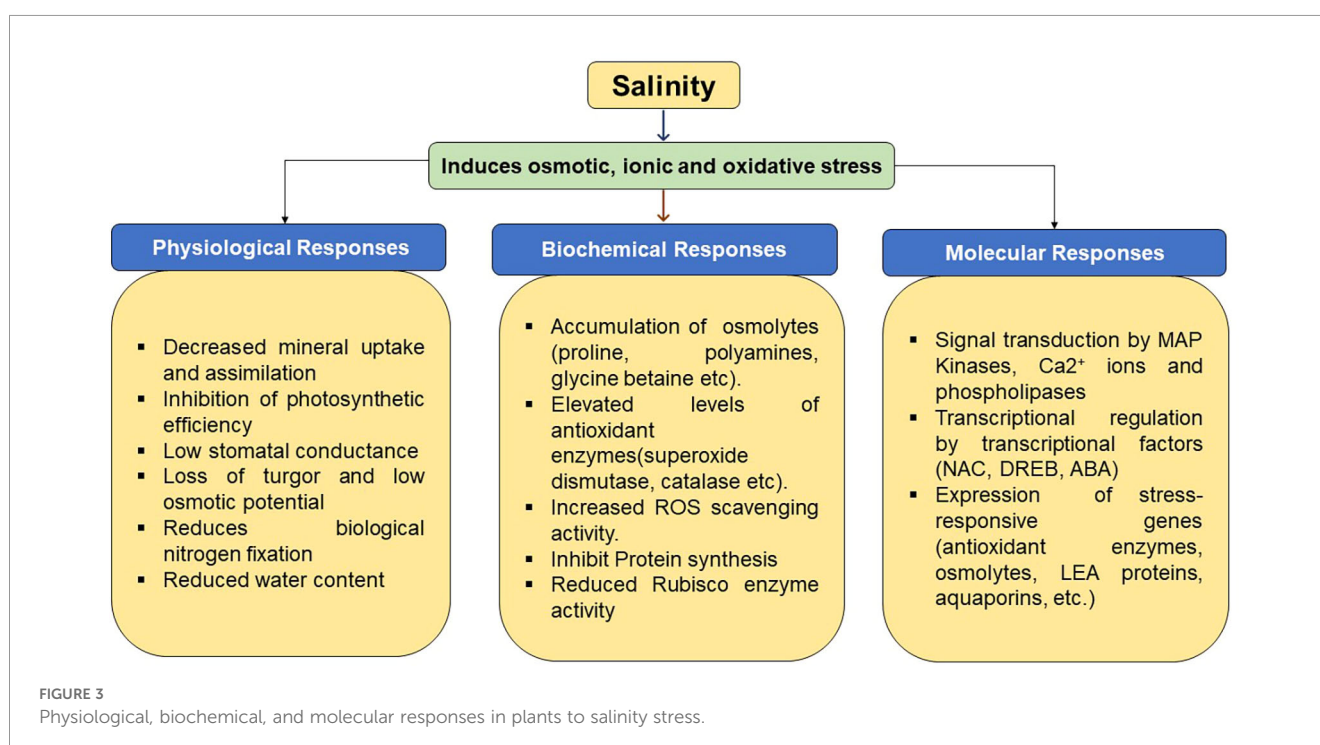 Salinity
Induces osmotic, ionic and oxidative stress
Physiological Responses
▪ Decreased mineral uptake
and assimilation
▪ Inhibition of photosynthetic
efficiency
▪ Low stomatal conductance
▪ Loss of turgor and low
osmotic potential
▪ Reduces biological
nitrogen fixation
▪ Reduced water content
Biochemical Responses
▪ Accumulation of osmolytes
(proline, polyamines,
glycine betaine etc).
▪ Elevated levels of
antioxidant
enzymes(superoxide
dismutase, catalase etc).
▪ Increased ROS scavenging
activity.
▪ Inhibit Protein synthesis
▪ Reduced Rubisco enzyme
activity
Molecular Responses
▪ Signal transduction by MAP
Kinases, Ca2⁺ ions and
phospholipases
▪ Transcriptional regulation
by transcriptional factors
(NAC, DREB, ABA)
▪ Expression of stress-
responsive genes
(antioxidant enzymes,
osmolytes, LEA proteins,
aquaporins, etc.)
FIGURE 3
Physiological, biochemical, and molecular responses in plants to salinity stress.